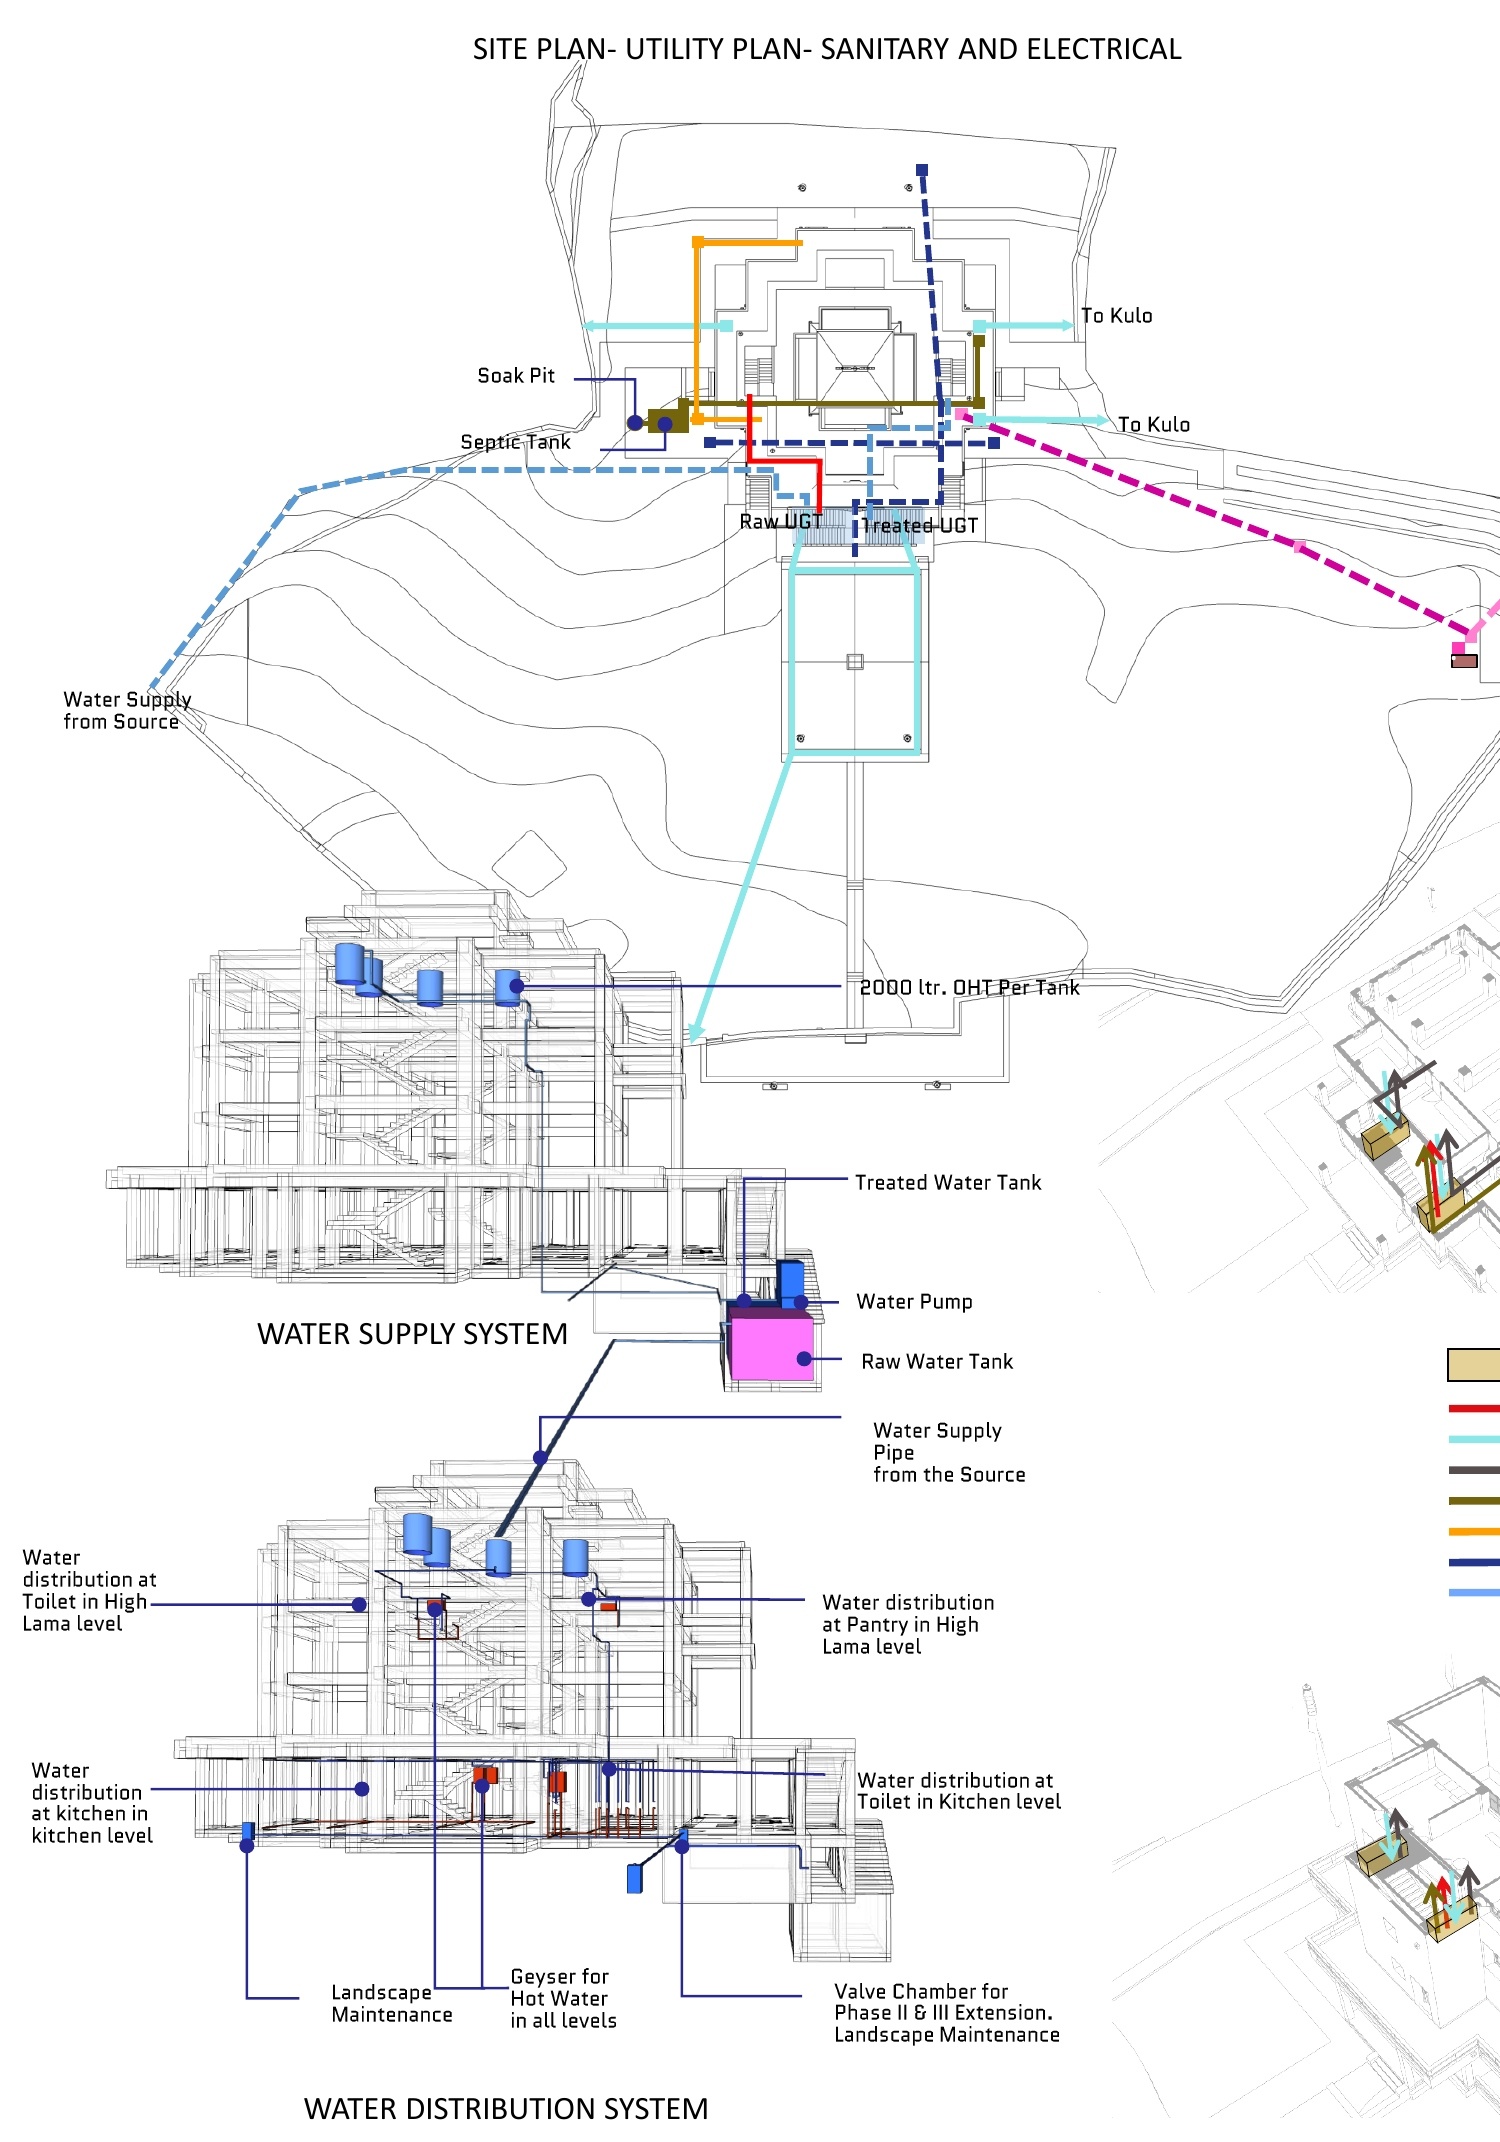 SITE PLAN- UTILITY PLAN- SANITARY AND ELECTRICAL
To Kulo
Soak Pit
To Kulo
Septic Tank
Raw UGT
Treated UGT
Water Supply
from Source
2000 ltr. OHT Per Tank
Treated Water Tank
Water Pump
WATER SUPPLY SYSTEM
Raw Water Tank
Water Supply
Pipe
from the Source
Water
distribution at
Toilet in High
Lama level
Water distribution
at Pantry in High
Lama level
Water
distribution
at kitchen in
kitchen level
Water distribution at
Toilet in Kitchen level
Landscape
Maintenance
Geyser for
Hot Water
in all levels
Valve Chamber for
Phase II & III Extension.
Landscape Maintenance
WATER DISTRIBUTION SYSTEM